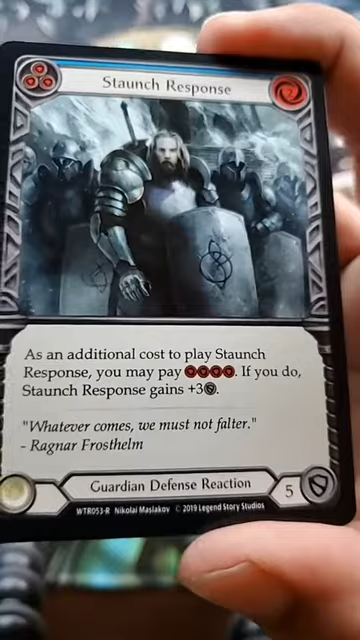 Staunch Response
As an additional cost to play Staunch
Response, you may pay. If you do,
Staunch Response gains +3.
"Whatever comes, we must not falter."
- Ragnar Frosthelm
Guardian Defense Reaction
5
WTR053-R Nikolai Maslakov © 2019 Legend Story Studios